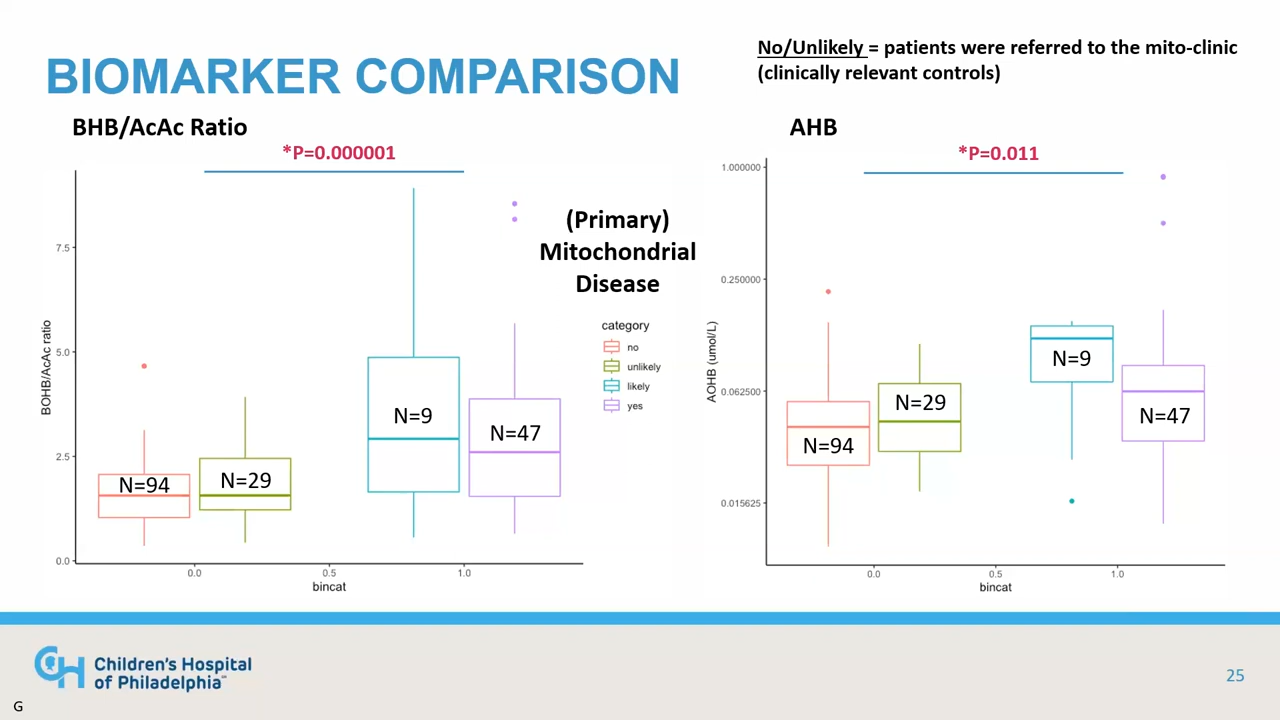 BIOMARKER COMPARISON
No/Unlikely = patients were referred to the mito-clinic
(clinically relevant controls)
BHB/AcAc Ratio
*P=0.000001
AHB
*P=0.011
(Primary)
Mitochondrial
Disease
category
no
unlikely
likely
yes
BOHB/AcAc ratio
7.5
5.0
2.5
0.0
N=94
N=29
N=9
N=47
0.0
0.5
1.0
bincat
AOHB (umol/L)
1.000000
0.250000
0.062500
0.015625
N=94
N=29
N=9
N=47
0.0
0.5
1.0
bincat
CH
Children's Hospital
of Philadelphia℠
25
G